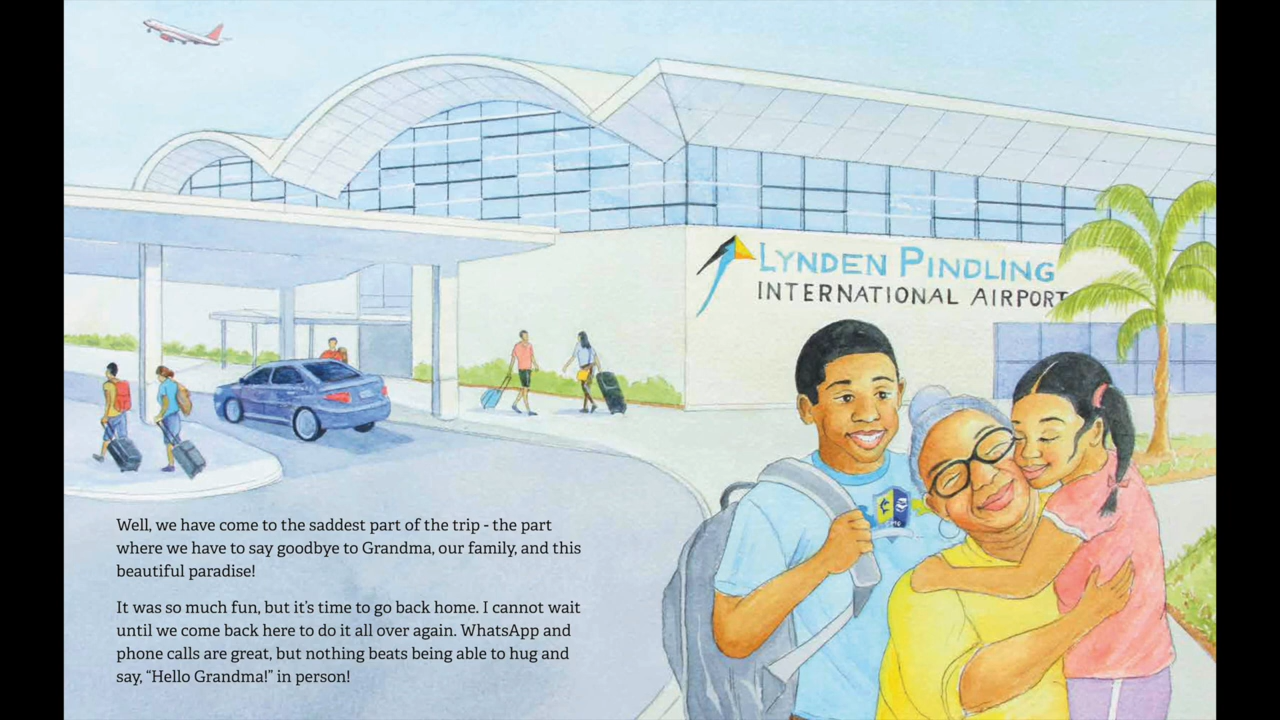 LYNDEN PINDLING
INTERNATIONAL AIRPORT
Well, we have come to the saddest part of the trip - the part
where we have to say goodbye to Grandma, our family, and this
beautiful paradise!
It was so much fun, but it’s time to go back home. I cannot wait
until we come back here to do it all over again. WhatsApp and
phone calls are great, but nothing beats being able to hug and
say, “Hello Grandma!” in person!